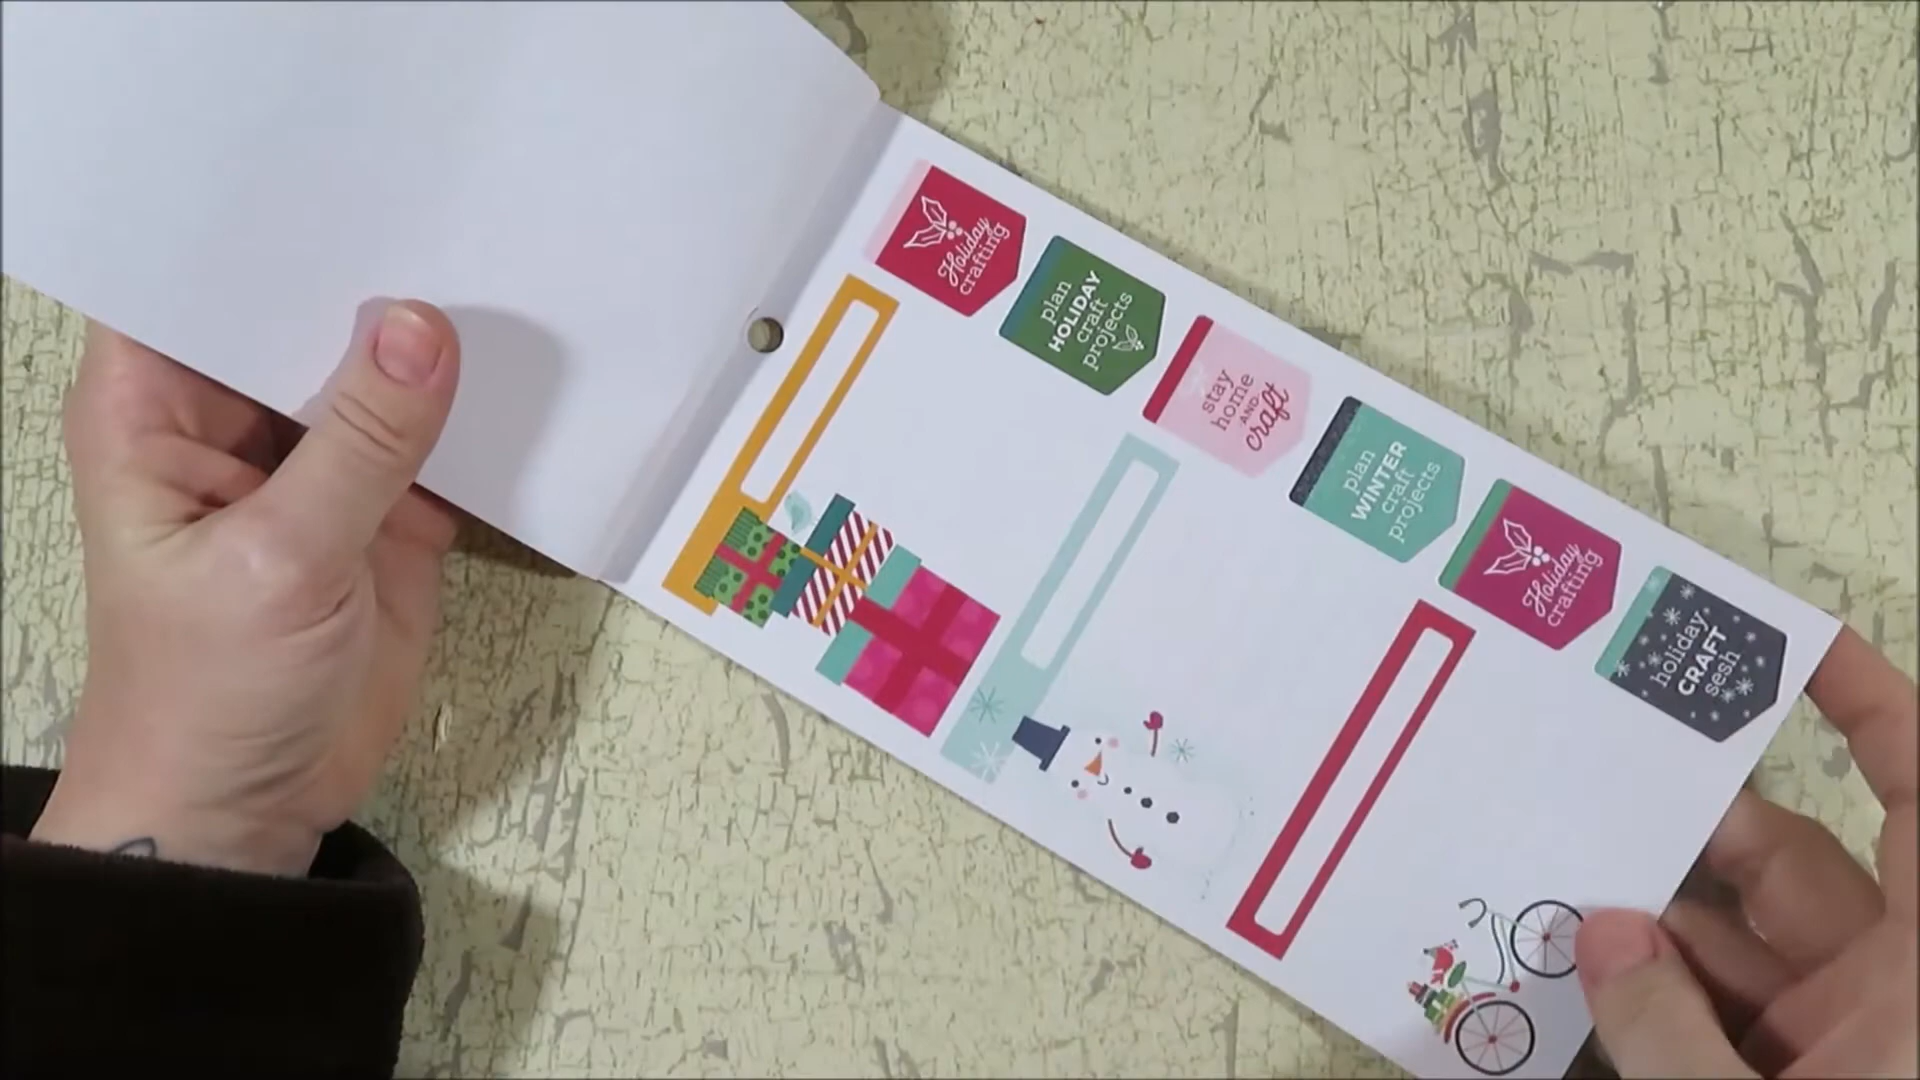 Holiday
crafting
plan
HOLIDAY
craft
projects
stay
home
AND
craft
plan
WINTER
craft
projects
Holiday
crafting
holiday
CRAFT
sesh